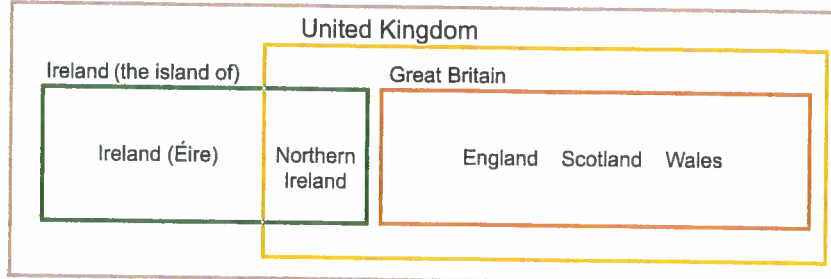 United Kingdom
Ireland (the island of)
Great Britain
Ireland (Éire)
Northern
Ireland
England Scotland Wales